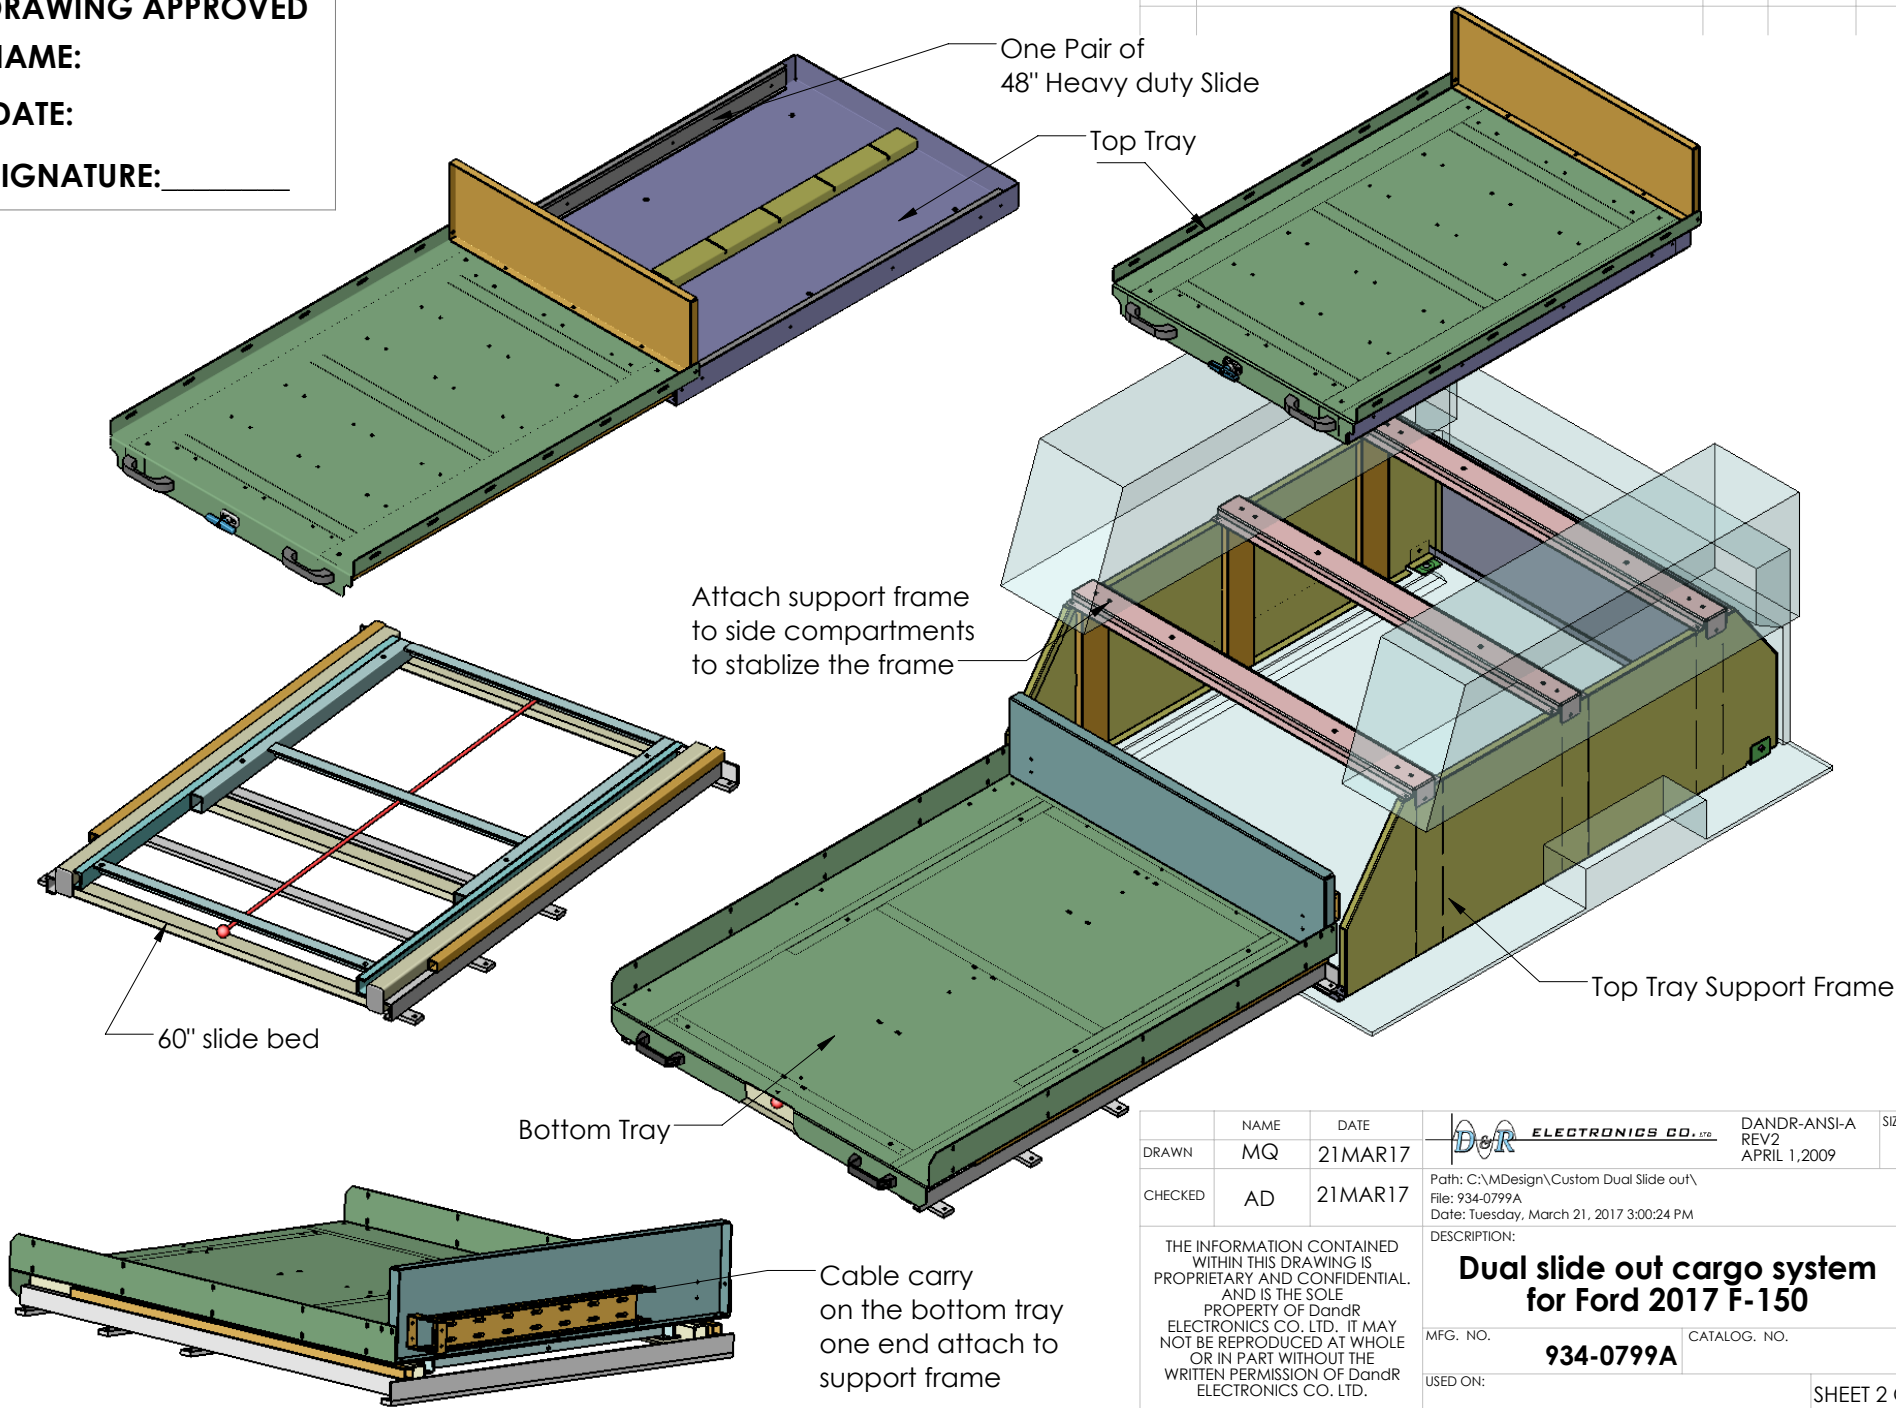 DRAWING APPROVED
NAME:
DATE:
SIGNATURE:________
One Pair of
48" Heavy duty Slide
Top Tray
Attach support frame
to side compartments
to stablize the frame
60" slide bed
Top Tray Support Frame
Bottom Tray
Cable carry
on the bottom tray
one end attach to
support frame
NAME DATE
DRAWN MQ 21MAR17
CHECKED AD 21MAR17
D&R ELECTRONICS CO. LTD
DANDR-ANSI-A
REV2
APRIL 1,2009
Path: C:\MDesign\Custom Dual Slide out\
File: 934-0799A
Date: Tuesday, March 21, 2017 3:00:24 PM
THE INFORMATION CONTAINED
WITHIN THIS DRAWING IS
PROPRIETARY AND CONFIDENTIAL.
AND IS THE SOLE
PROPERTY OF DandR
ELECTRONICS CO. LTD. IT MAY
NOT BE REPRODUCED AT WHOLE
OR IN PART WITHOUT THE
WRITTEN PERMISSION OF DandR
ELECTRONICS CO. LTD.
DESCRIPTION:
Dual slide out cargo system
for Ford 2017 F-150
MFG. NO.
934-0799A
CATALOG. NO.
USED ON:
SHEET 2